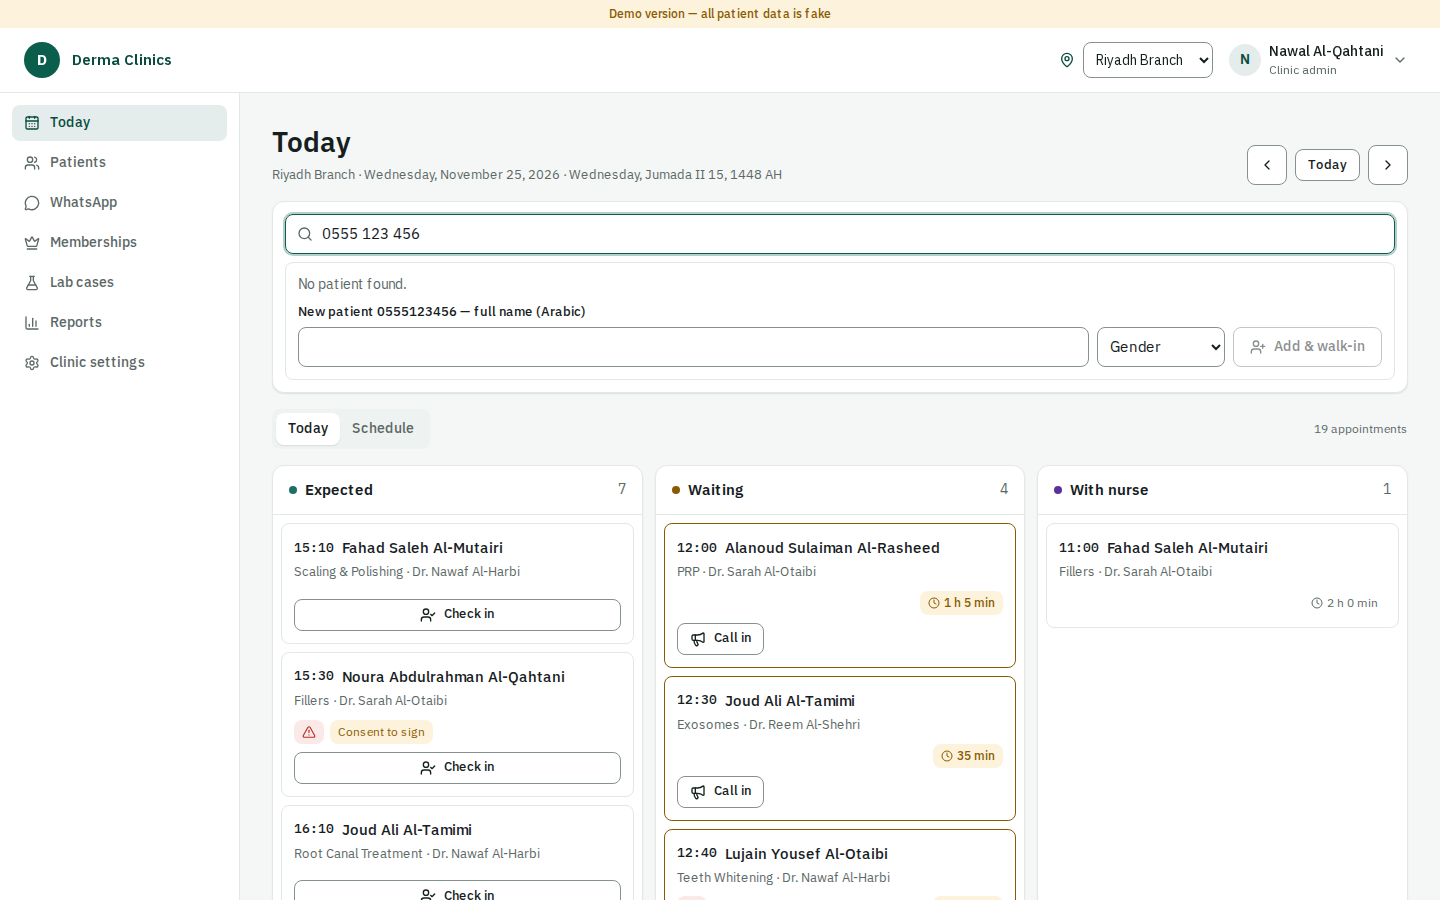 Demo version — all patient data is fake
D Derma Clinics
Riyadh Branch
N Nawal Al-Qahtani
Clinic admin
Today
Patients
WhatsApp
Memberships
Lab cases
Reports
Clinic settings
Today
Riyadh Branch · Wednesday, November 25, 2026 · Wednesday, Jumada II 15, 1448 AH
Today
0555 123 456
No patient found.
New patient 0555123456 — full name (Arabic)
Gender
Add & walk-in
Today Schedule
19 appointments
Expected 7
15:10 Fahad Saleh Al-Mutairi
Scaling & Polishing · Dr. Nawaf Al-Harbi
Check in
15:30 Noura Abdulrahman Al-Qahtani
Fillers · Dr. Sarah Al-Otaibi
Consent to sign
Check in
16:10 Joud Ali Al-Tamimi
Root Canal Treatment · Dr. Nawaf Al-Harbi
Check in
Waiting 4
12:00 Alanoud Sulaiman Al-Rasheed
PRP · Dr. Sarah Al-Otaibi
1 h 5 min
Call in
12:30 Joud Ali Al-Tamimi
Exosomes · Dr. Reem Al-Shehri
35 min
Call in
12:40 Lujain Yousef Al-Otaibi
Teeth Whitening · Dr. Nawaf Al-Harbi
With nurse 1
11:00 Fahad Saleh Al-Mutairi
Fillers · Dr. Sarah Al-Otaibi
2 h 0 min